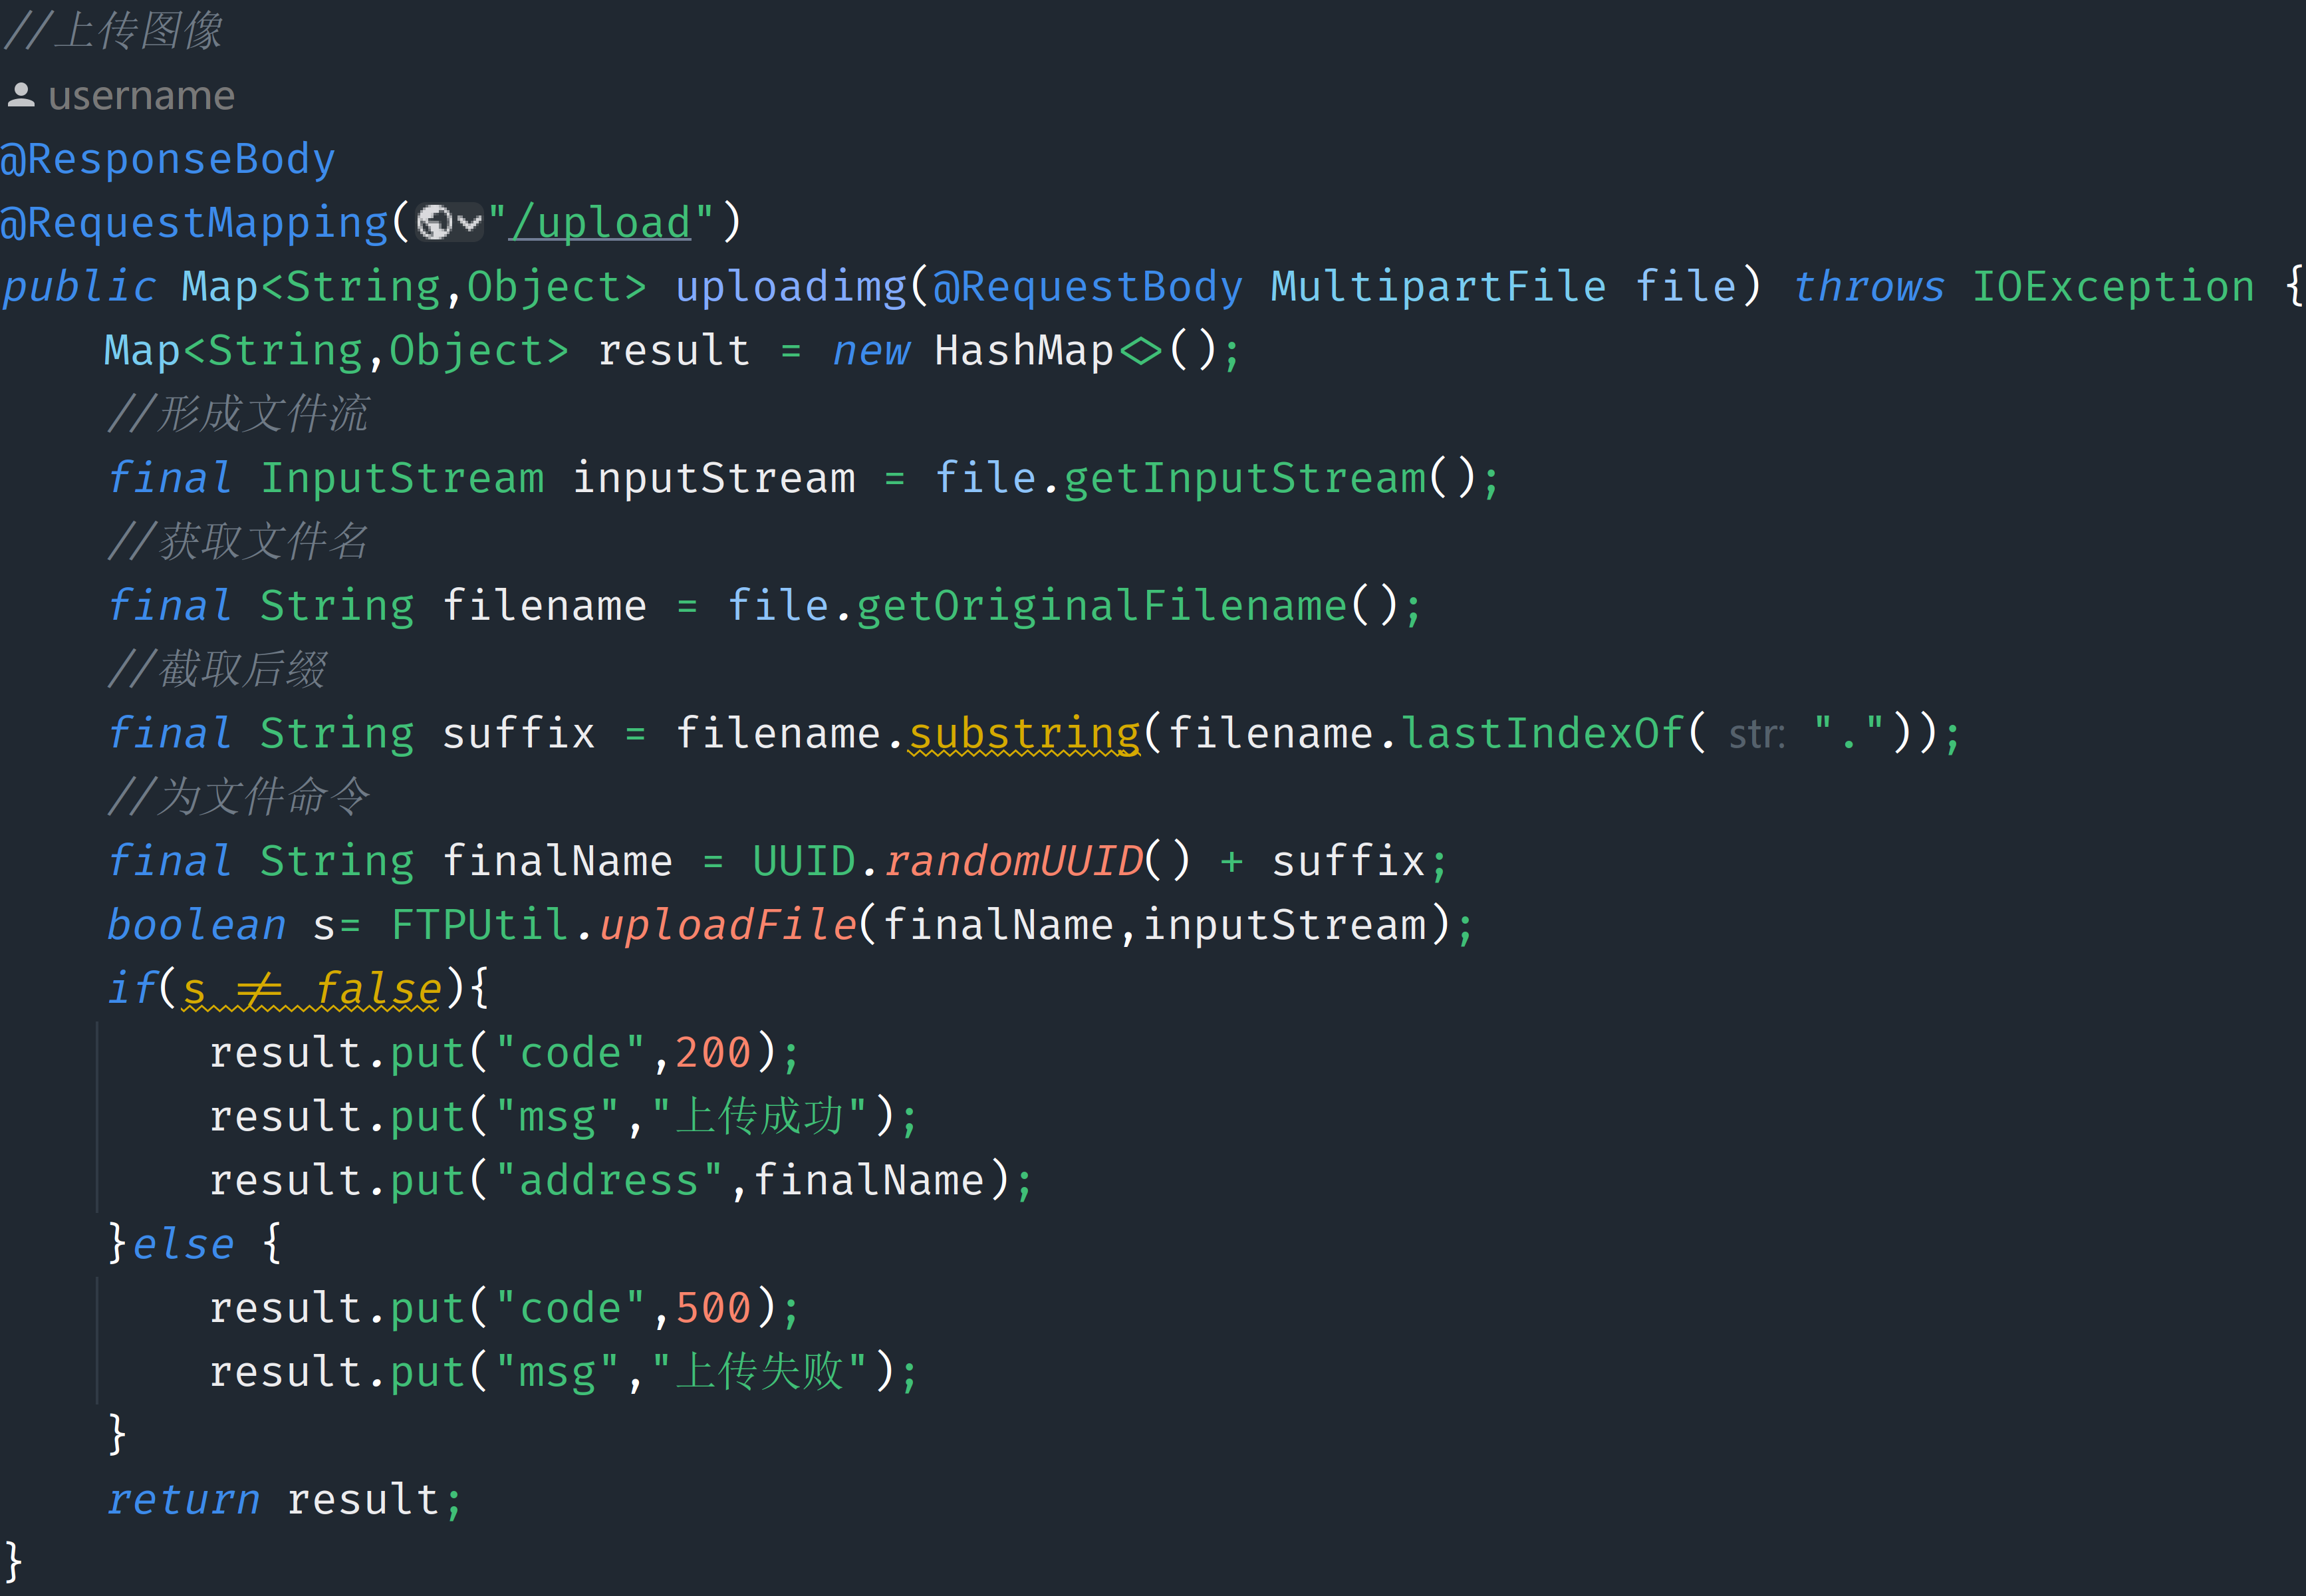 //上传图像
username
@ResponseBody
@RequestMapping("/upload")
public Map<String,Object> uploadimg(@RequestBody MultipartFile file) throws IOException {
    Map<String,Object> result = new HashMap<>();
    //形成文件流
    final InputStream inputStream = file.getInputStream();
    //获取文件名
    final String filename = file.getOriginalFilename();
    //截取后缀
    final String suffix = filename.substring(filename.lastIndexOf( str: "."));
    //为文件命令
    final String finalName = UUID.randomUUID() + suffix;
    boolean s= FTPUtil.uploadFile(finalName,inputStream);
    if(s != false){
        result.put("code",200);
        result.put("msg","上传成功");
        result.put("address",finalName);
    }else {
        result.put("code",500);
        result.put("msg","上传失败");
    }
    return result;
}